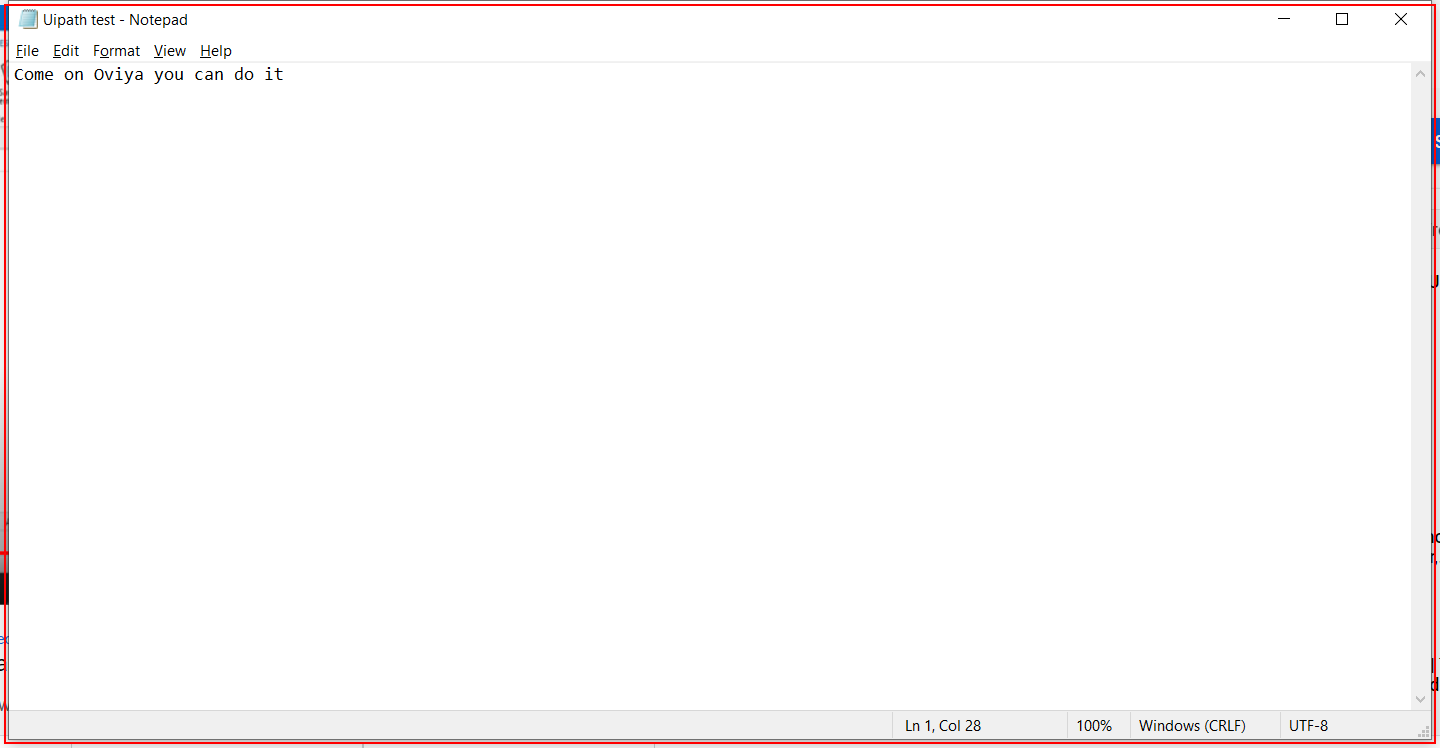 Uipath test - Notepad
File Edit Format View Help
Come on Oviya you can do it
Ln 1, Col 28 100% Windows (CRLF) UTF-8